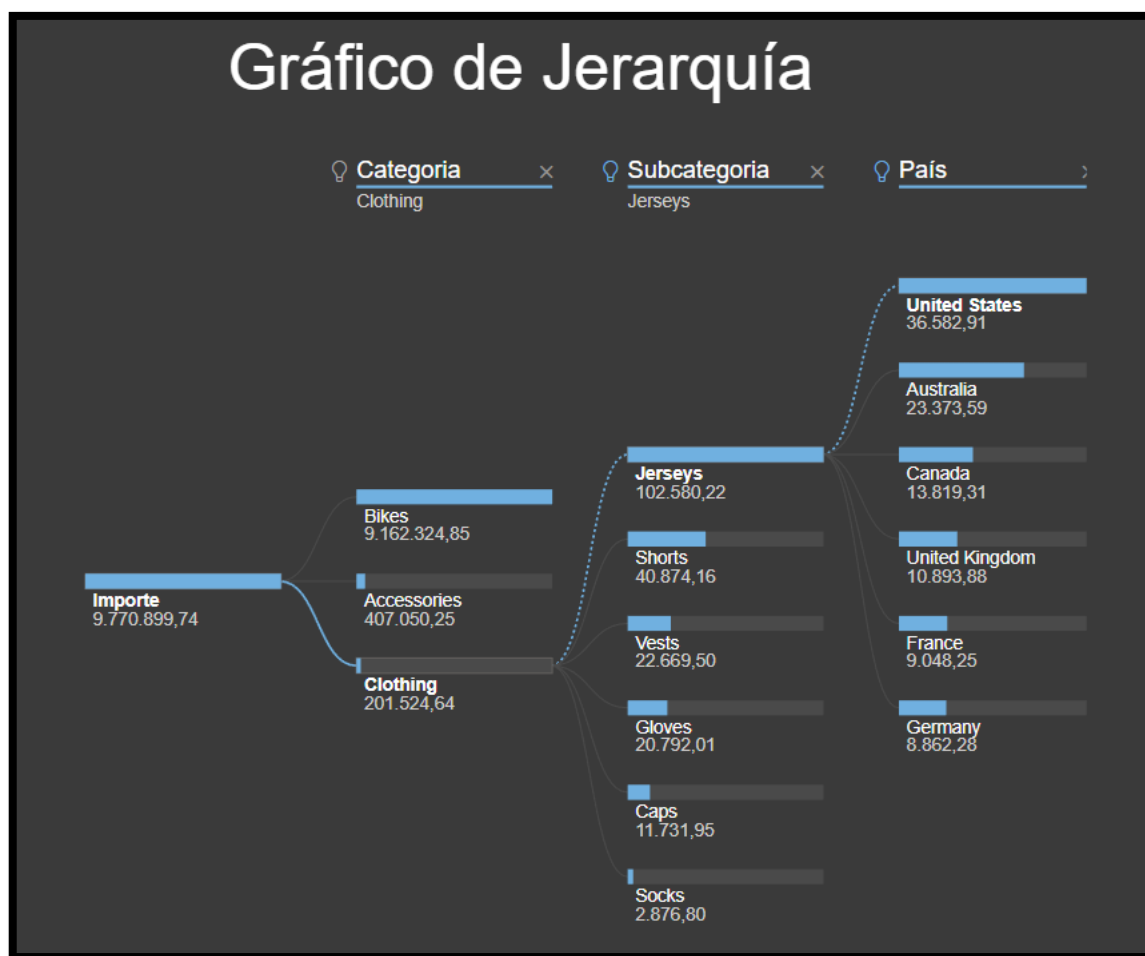 Gráfico de Jerarquía
Categoria
Clothing
Subcategoria
Jerseys
País
Importe
9.770.899,74
Bikes
9.162.324,85
Accessories
407.050,25
Clothing
201.524,64
Jerseys
102.580,22
Shorts
40.874,16
Vests
22.669,50
Gloves
20.792,01
Caps
11.731,95
Socks
2.876,80
United States
36.582,91
Australia
23.373,59
Canada
13.819,31
United Kingdom
10.893,88
France
9.048,25
Germany
8.862,28